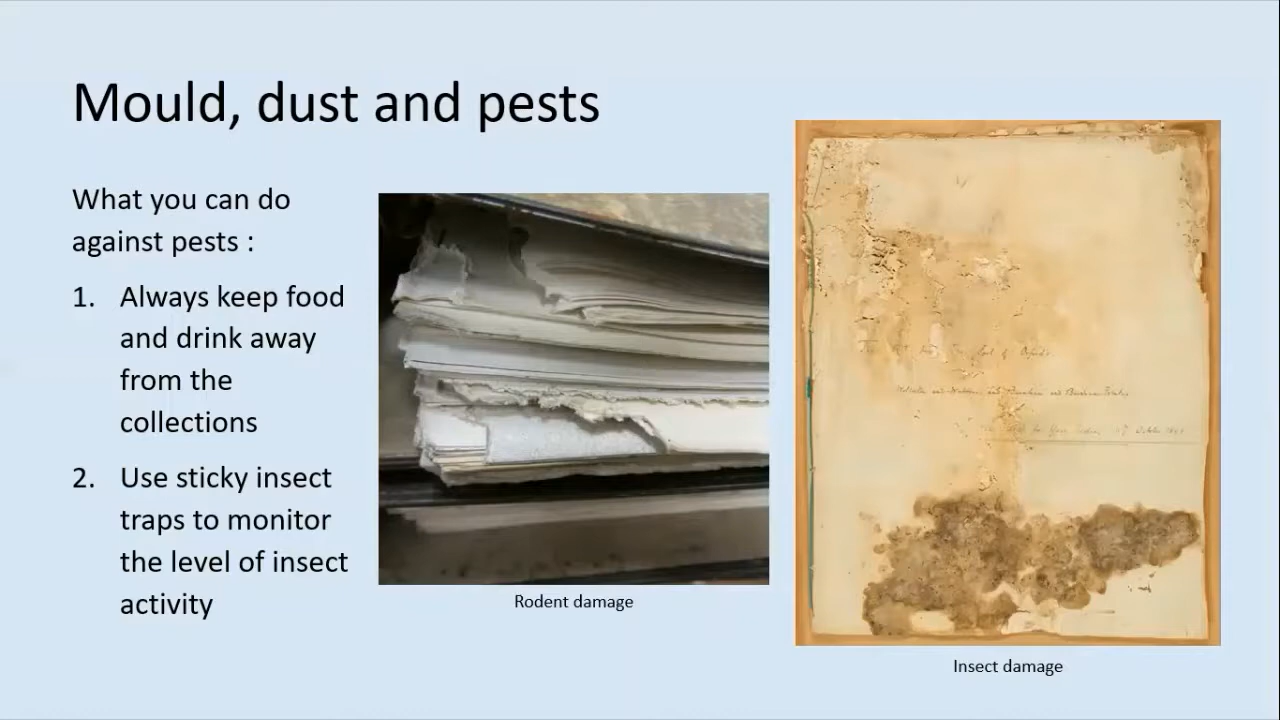 Mould, dust and pests
What you can do
against pests :
1. Always keep food
and drink away
from the
collections
2. Use sticky insect
traps to monitor
the level of insect
activity
Rodent damage
Insect damage